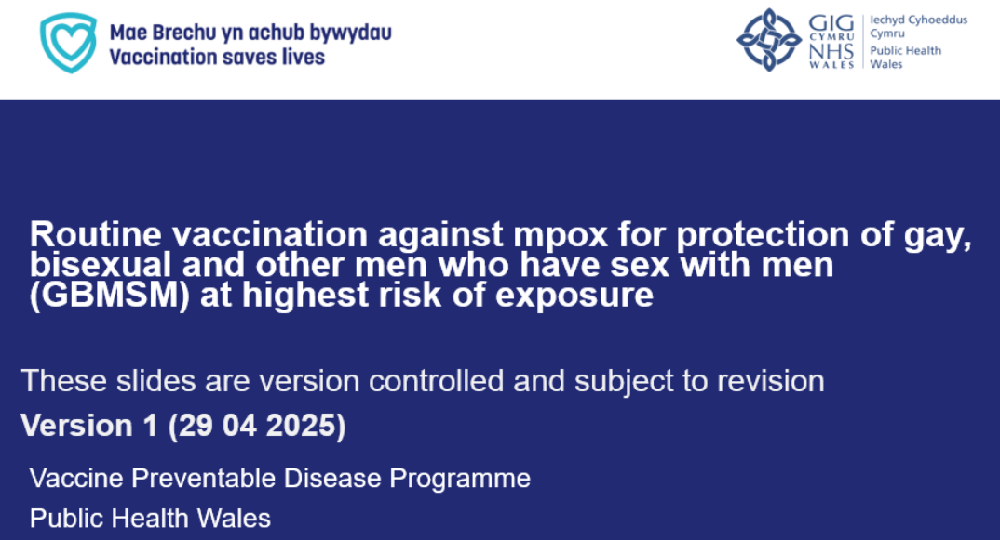 Mae Brechu yn achub bywydau
Vaccination saves lives
GIG
CYMRU
NHS
WALES
Iechyd Cyhoeddus
Cymru
Public Health
Wales
Routine vaccination against mpox for protection of gay,
bisexual and other men who have sex with men
(GBMSM) at highest risk of exposure
These slides are version controlled and subject to revision
Version 1 (29 04 2025)
Vaccine Preventable Disease Programme
Public Health Wales